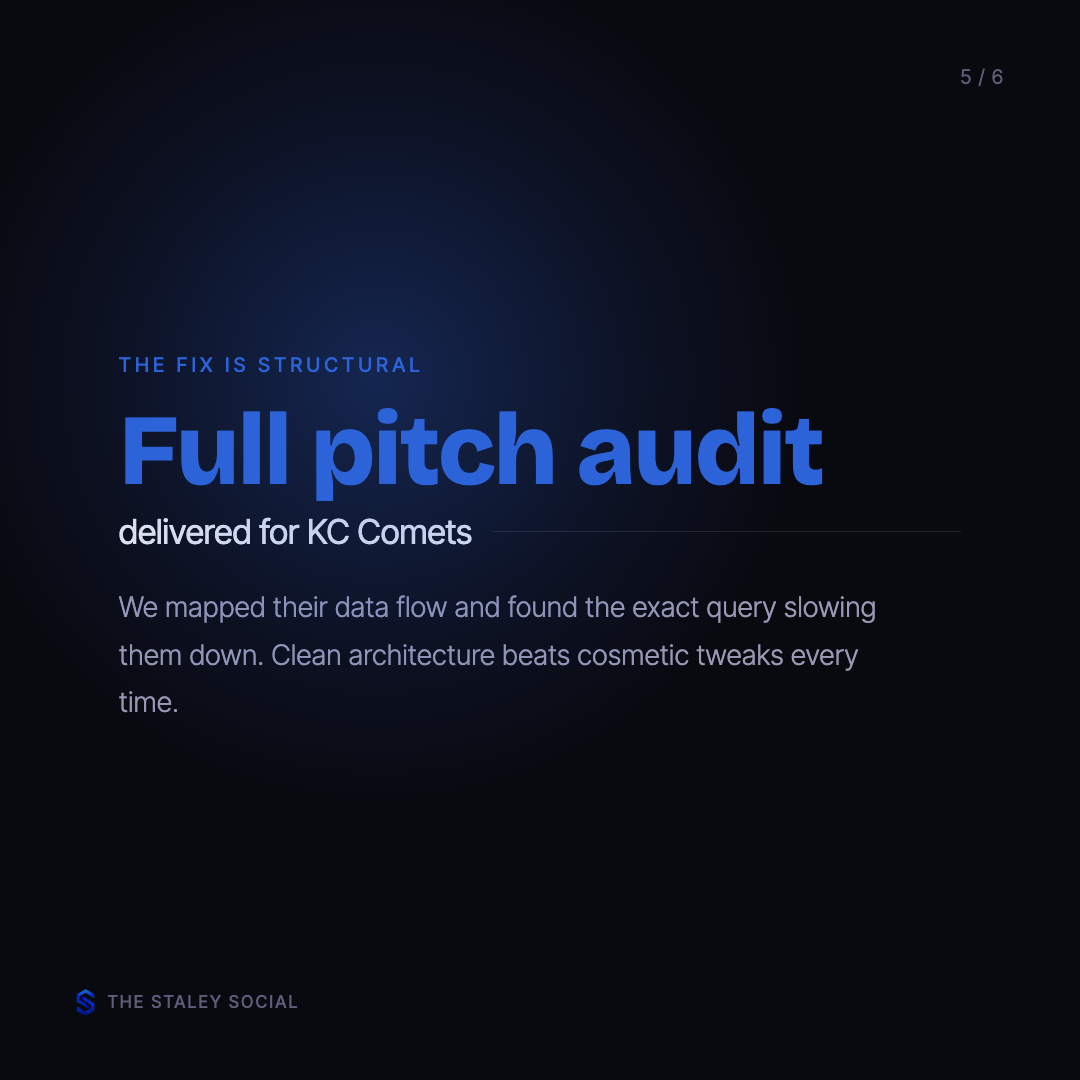 5 / 6
THE FIX IS STRUCTURAL
Full pitch audit
delivered for KC Comets
We mapped their data flow and found the exact query slowing
them down. Clean architecture beats cosmetic tweaks every
time.
THE STALEY SOCIAL